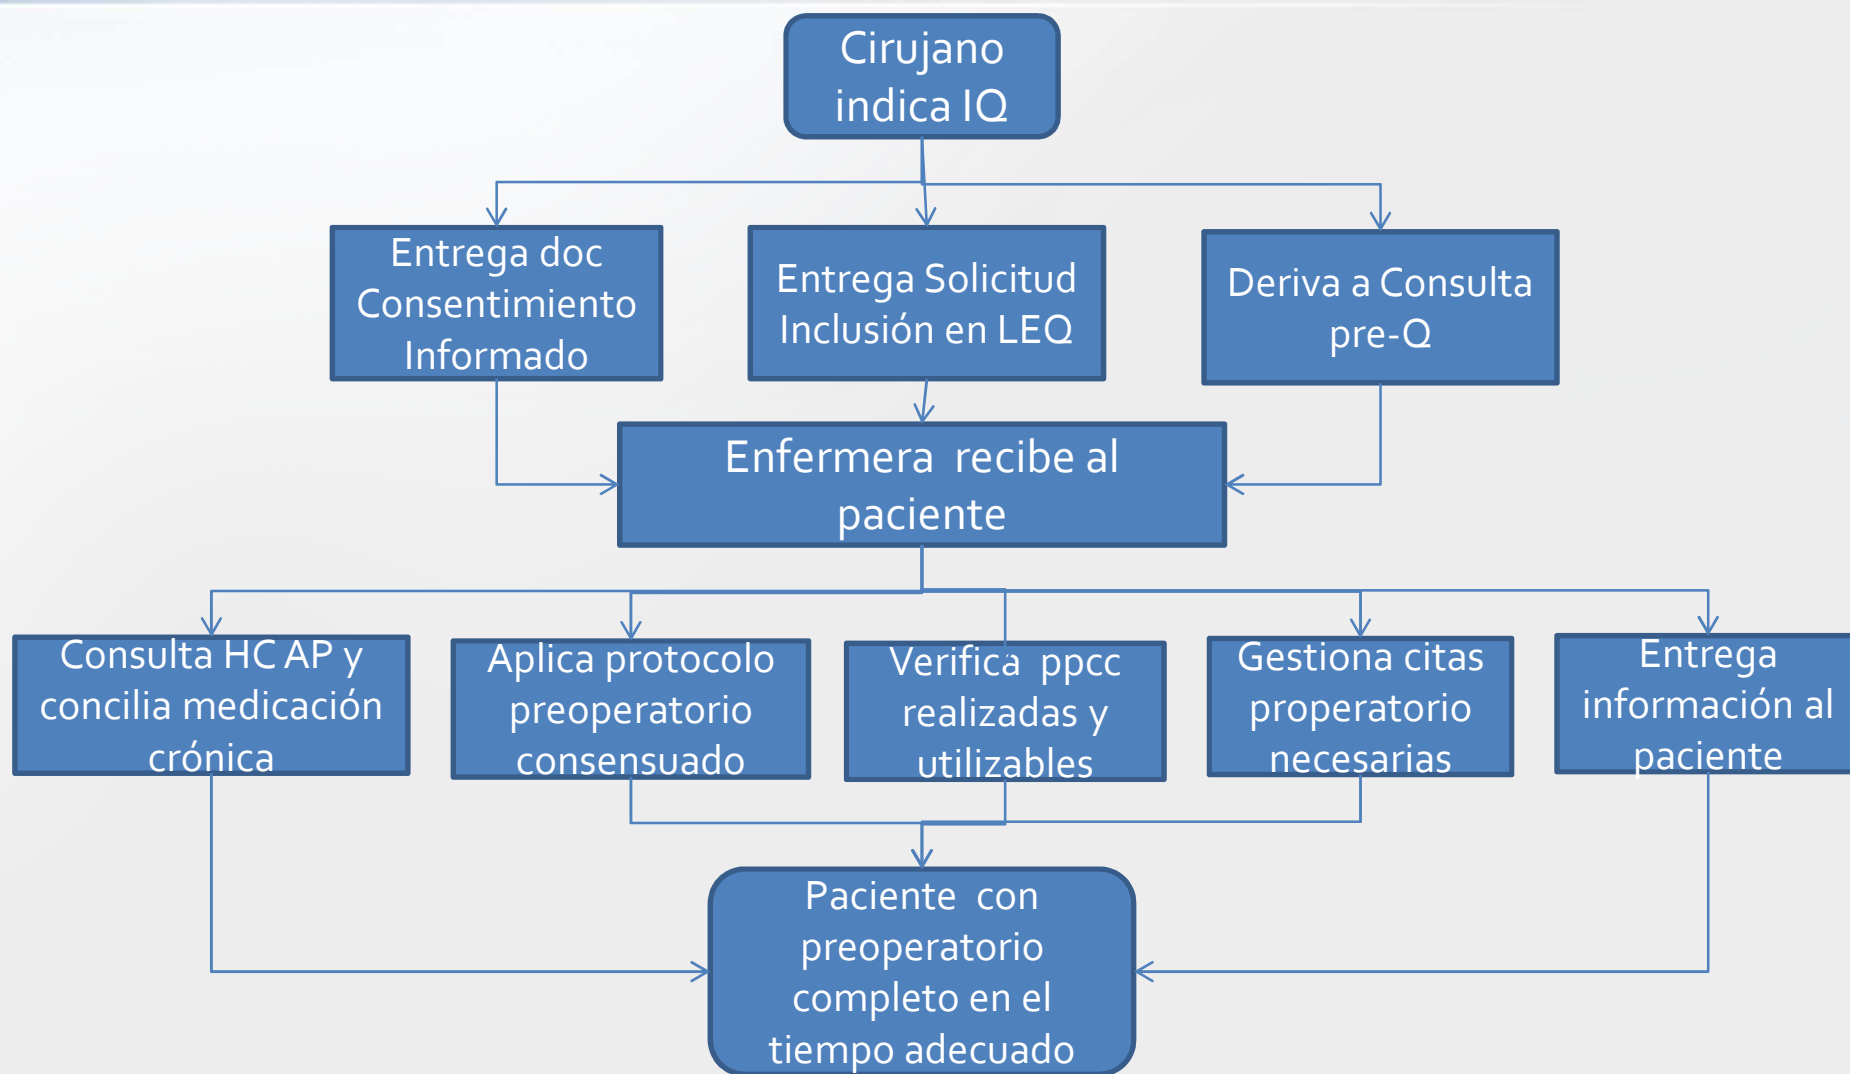 Cirujano
indica IQ
Entrega doc
Consentimiento
Informado
Entrega Solicitud
Inclusión en LEQ
Deriva a Consulta
pre-Q
Enfermera recibe al
paciente
Consulta HC AP y
concilia medicación
crónica
Aplica protocolo
preoperatorio
consensuado
Verifica ppcc
realizadas y
utilizables
Gestiona citas
properatorio
necesarias
Entrega
información al
paciente
Paciente con
preoperatorio
completo en el
tiempo adecuado